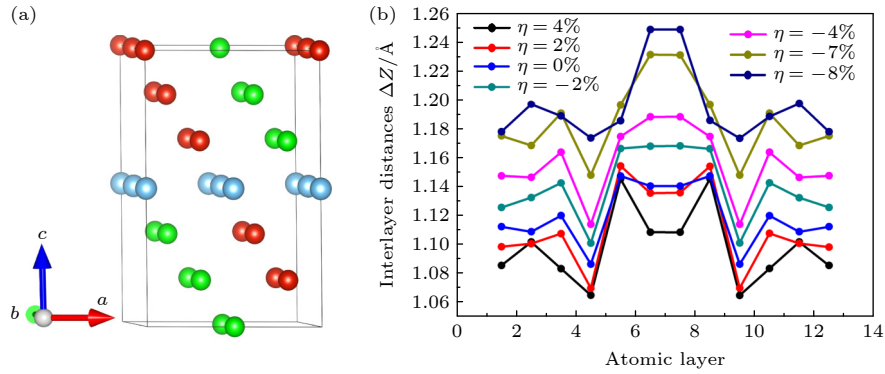 (a)
c
b
a
(b)
Interlayer distances ΔZ/Å
1.26
1.24
1.22
1.20
1.18
1.16
1.14
1.12
1.10
1.08
1.06
η = 4%
η = 2%
η = 0%
η = −2%
η = −4%
η = −7%
η = −8%
0 2 4 6 8 10 12 14
Atomic layer